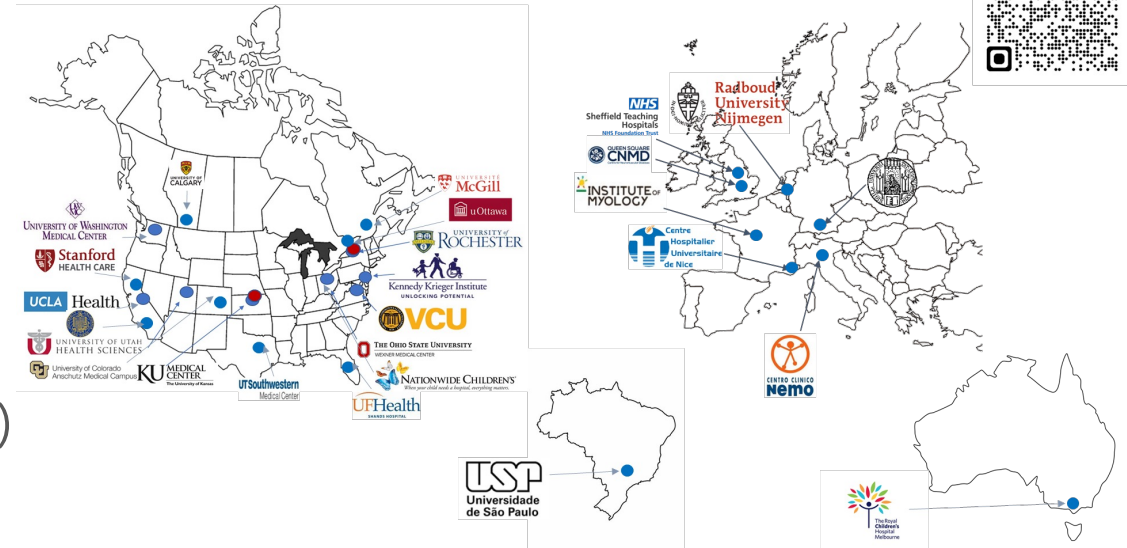 UNIVERSITY OF
CALGARY
UNIVERSITÉ
McGill
uOttawa
UNIVERSITY of
ROCHESTER
UNIVERSITY OF WASHINGTON
MEDICAL CENTER
Stanford
HEALTH CARE
Kennedy Krieger Institute
UNLOCKING POTENTIAL
UCLA Health
VCU
UNIVERSITY OF UTAH
HEALTH SCIENCES
THE OHIO STATE UNIVERSITY
WEXNER MEDICAL CENTER
University of Colorado
Anschutz Medical Campus
KU MEDICAL
CENTER
The University of Kansas
NATIONWIDE CHILDREN'S
When your child needs a hospital, everything matters.
UTSouthwestern
Medical Center
UFHealth
SHANDS HOSPITAL
NHS
Sheffield Teaching
Hospitals
NHS Foundation Trust
Radboud
University
Nijmegen
QUEEN SQUARE
CNMD
INSTITUTE OF
MYOLOGY
Centre
Hospitalier
Universitaire
de Nice
CENTRO CLINICO
NEMO
USP
Universidade
de São Paulo
The Royal
Children's
Hospital
Melbourne